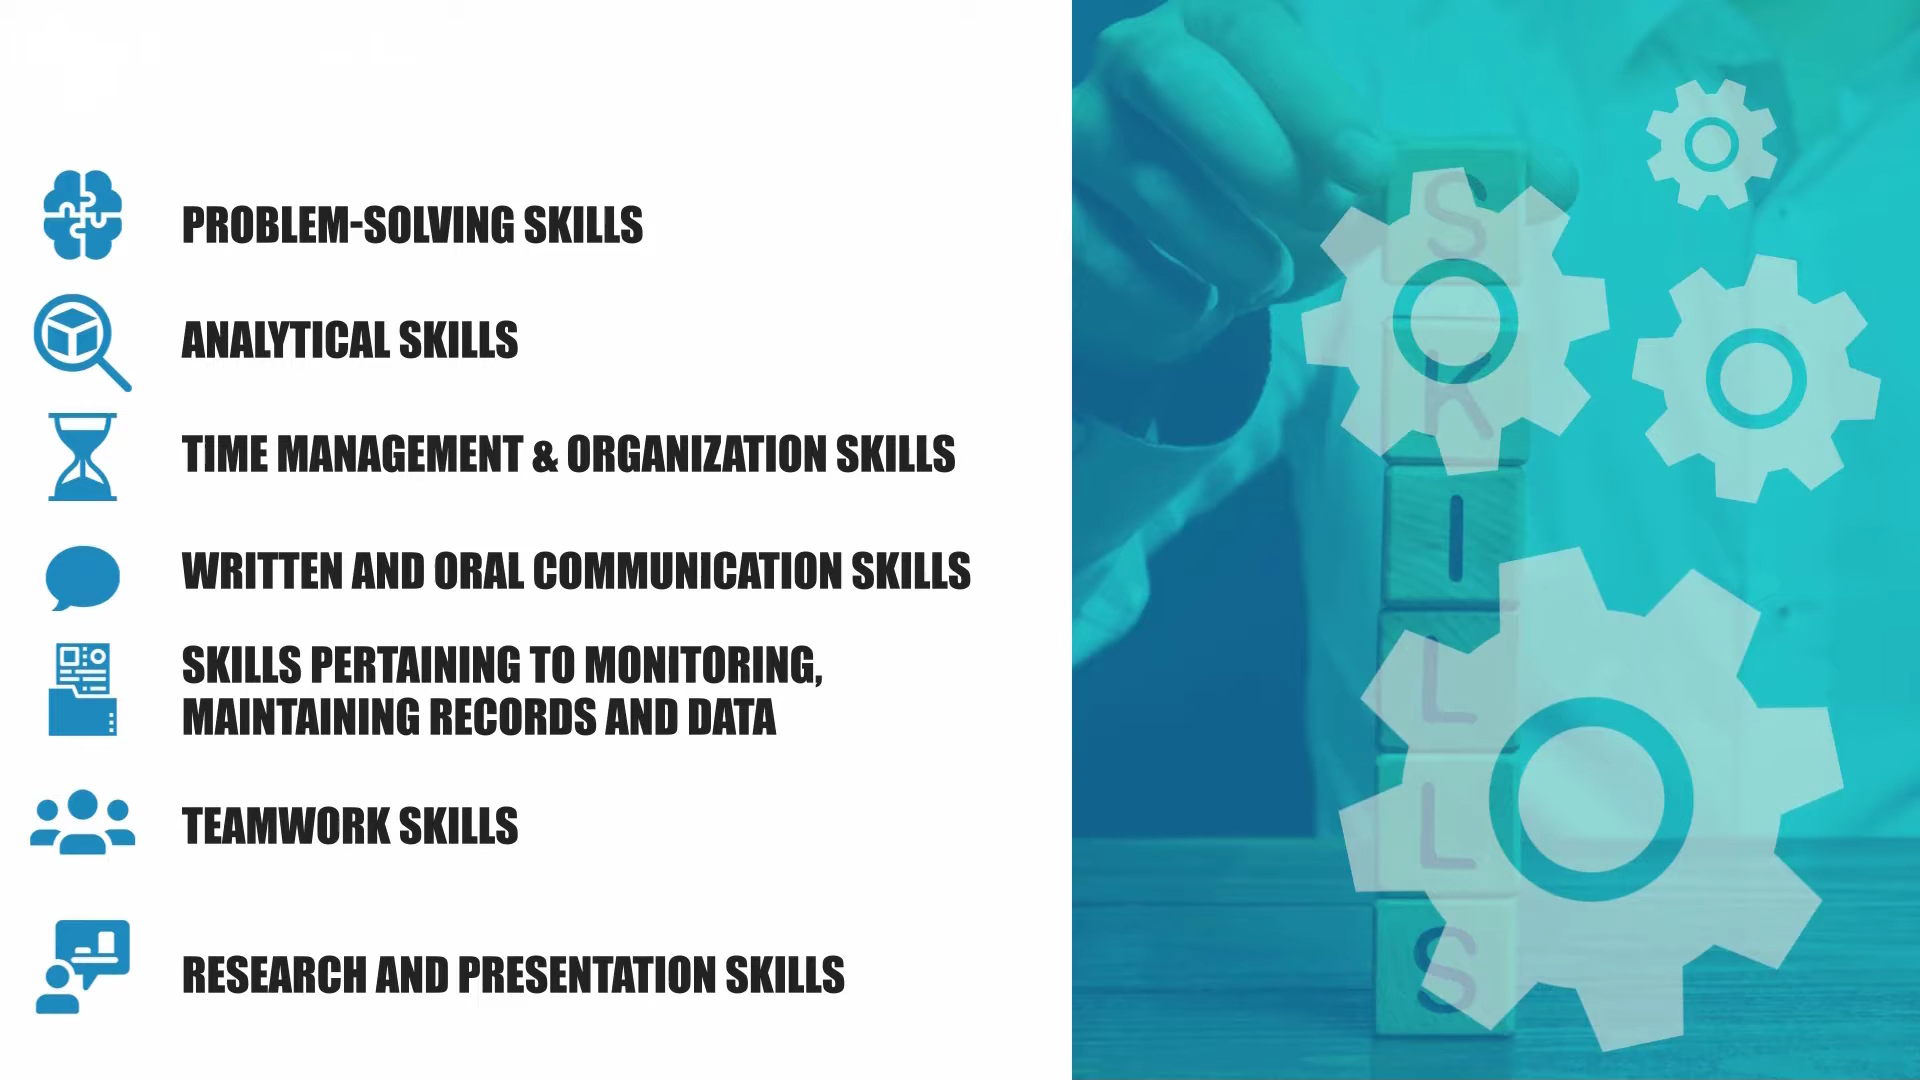 PROBLEM-SOLVING SKILLS
ANALYTICAL SKILLS
TIME MANAGEMENT & ORGANIZATION SKILLS
WRITTEN AND ORAL COMMUNICATION SKILLS
SKILLS PERTAINING TO MONITORING,
MAINTAINING RECORDS AND DATA
TEAMWORK SKILLS
RESEARCH AND PRESENTATION SKILLS
S
K
I
L
L
S